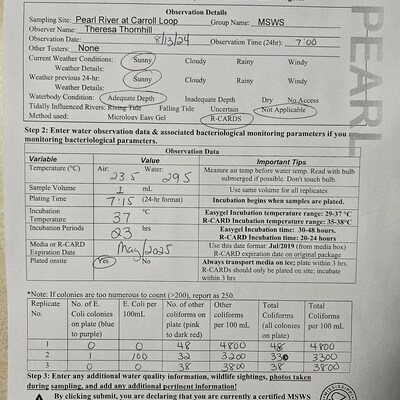 Observation Details
Sampling Site: Pearl River at Carroll Loop Group Name: MSWS
Observer Name: Theresa Thornhill
Observation Date: 8/13/24 Observation Time (24hr): 7:00
Other Testers: None
Current Weather Conditions: Sunny Cloudy Rainy Windy
Weather Details:
Weather previous 24-hr: Sunny Cloudy Rainy Windy
Weather Details:
Waterbody Condition: Adequate Depth Inadequate Depth Dry No Access
Tidally Influenced Rivers: Rising Tide Falling Tide Uncertain Not Applicable
Method used: Micrology Easy Gel R-CARDS
PEARL
Step 2: Enter water observation data & associated bacteriological monitoring parameters if you
monitoring bacteriological parameters.
Observation Data
Variable Value Important Tips
Temperature (°C) Air: 23.5 Water: 29.5 Measure air temp before water temp. Read with bulb submerged if possible. Don't touch bulb.
Sample Volume 1 mL Use same volume for all replicates
Plating Time 7:15 (24-hr format) Incubation begins when samples are plated.
Incubation Temperature 37 °C Easygel Incubation temperature range: 29-37 °C
R-CARD Incubation temperature range: 35-38°C
Incubation Periods 23 hrs Easygel Incubation time: 30-48 hours.
R-CARD Incubation time: 20-24 hours
Media or R-CARD Expiration Date May/2025 Use this date format: Jul/2019 (from media box)
R-CARD expiration date on original package
Plated onsite Yes No Always transport media on ice; plate within 3 hrs.
R-CARDs should only be plated on site; incubate within 3 hrs
*Note: If colonies are too numerous to count (>200), report as 250.
Replicate No. No. of E. Coli colonies on plate (blue to purple) E. Coli per 100mL No. of other coliforms on plate (pink to dark red) Other coliforms per 100 mL Total Coliforms (all colonies on plate) Total Coliforms per 100 mL
1 0 0 48 4800 48 4800
2 1 100 32 3200 33 3300
3 0 0 38 3800 38 3800
Step 3: Enter any additional water quality information, wildlife sightings, photos taken
during sampling, and add any additional pertinent information!
By clicking submit, you are declaring that you are currently a certified MSWS